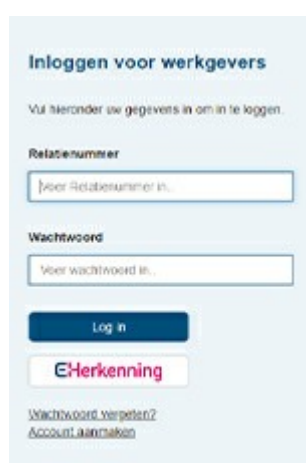 Inloggen voor werkgevers
Vul hieronder uw gegevens in om in te loggen.
Relatienummer
Voer Relatienummer in..
Wachtwoord
Voer wachtwoord in..
Log in
eHerkenning
Wachtwoord vergeten?
Account aanmaken